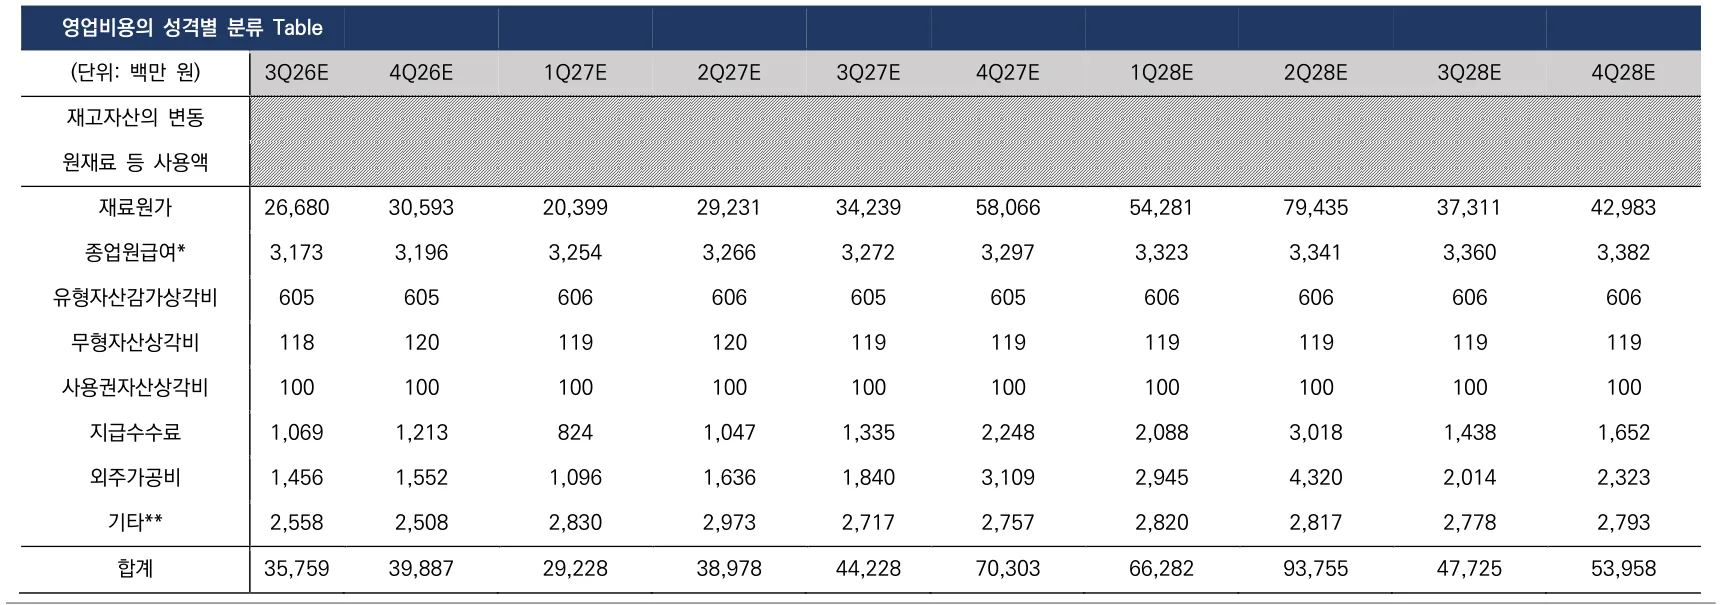 영업비용의 성격별 분류 Table
(단위: 백만 원) 3Q26E 4Q26E 1Q27E 2Q27E 3Q27E 4Q27E 1Q28E 2Q28E 3Q28E 4Q28E
재고자산의 변동
원재료 등 사용액
재료원가 26,680 30,593 20,399 29,231 34,239 58,066 54,281 79,435 37,311 42,983
종업원급여* 3,173 3,196 3,254 3,266 3,272 3,297 3,323 3,341 3,360 3,382
유형자산감가상각비 605 605 606 606 605 605 606 606 606 606
무형자산상각비 118 120 119 120 119 119 119 119 119 119
사용권자산상각비 100 100 100 100 100 100 100 100 100 100
지급수수료 1,069 1,213 824 1,047 1,335 2,248 2,088 3,018 1,438 1,652
외주가공비 1,456 1,552 1,096 1,636 1,840 3,109 2,945 4,320 2,014 2,323
기타** 2,558 2,508 2,830 2,973 2,717 2,757 2,820 2,817 2,778 2,793
합계 35,759 39,887 29,228 38,978 44,228 70,303 66,282 93,755 47,725 53,958